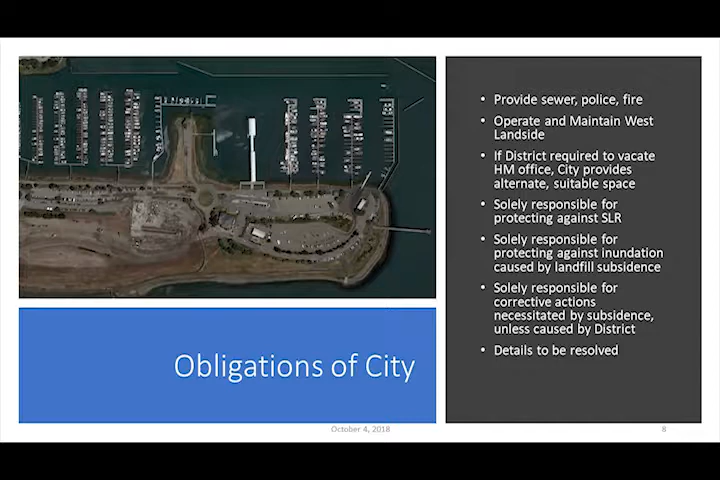 • Provide sewer, police, fire
• Operate and Maintain West
Landside
• If District required to vacate
HM office, City provides
alternate, suitable space
• Solely responsible for
protecting against SLR
• Solely responsible for
protecting against inundation
caused by landfill subsidence
• Solely responsible for
corrective actions
necessitated by subsidence,
unless caused by District
• Details to be resolved
Obligations of City
October 4, 2018
8